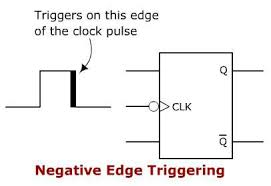 Triggers on this edge
of the clock pulse
Q
CLK
Q̅
Negative Edge Triggering